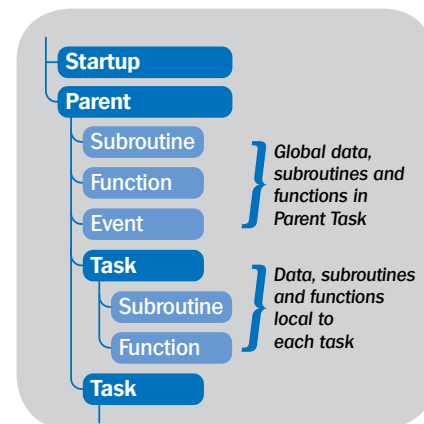 Startup
Parent
Subroutine
Function
Event
Global data,
subroutines and
functions in
Parent Task
Task
Subroutine
Function
Data, subroutines
and functions
local to
each task
Task